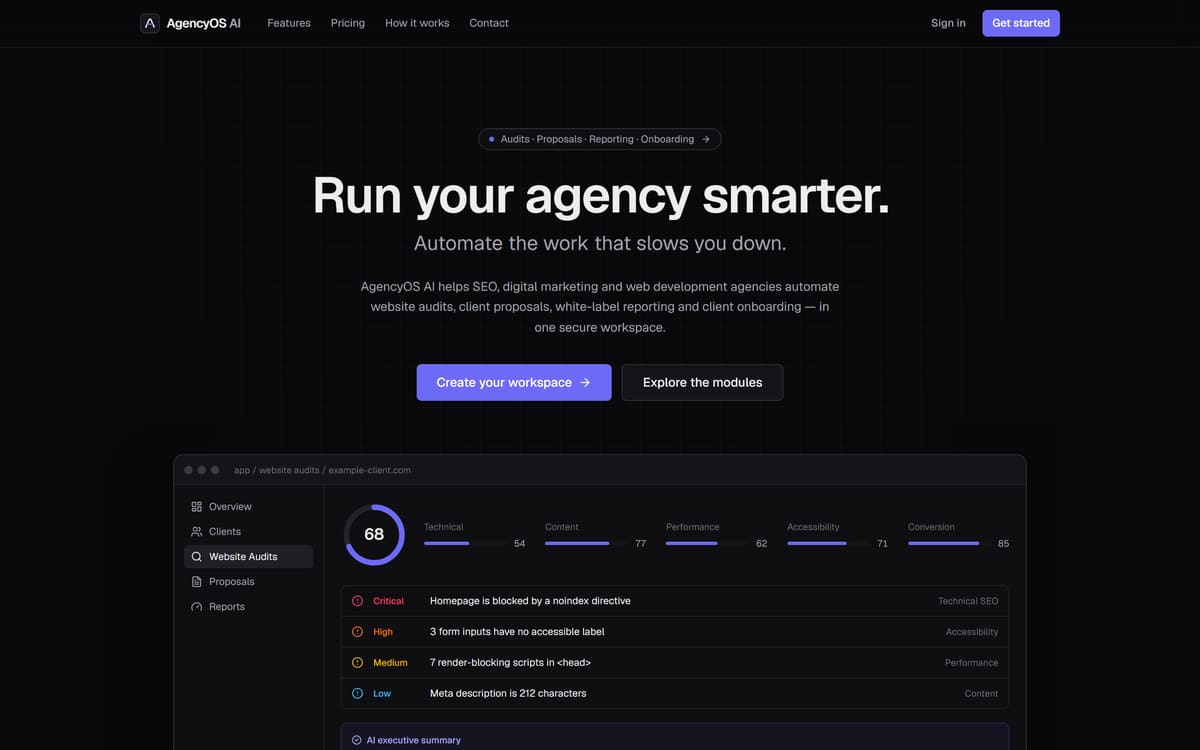 AgencyOS AI
Features
Pricing
How it works
Contact
Sign in
Get started
Audits · Proposals · Reporting · Onboarding →
Run your agency smarter.
Automate the work that slows you down.
AgencyOS AI helps SEO, digital marketing and web development agencies automate
website audits, client proposals, white-label reporting and client onboarding — in
one secure workspace.
Create your workspace →
Explore the modules
app / website audits / example-client.com
Overview
Clients
Website Audits
Proposals
Reports
68
Technical
54
Content
77
Performance
62
Accessibility
71
Conversion
85
Critical Homepage is blocked by a noindex directive Technical SEO
High 3 form inputs have no accessible label Accessibility
Medium 7 render-blocking scripts in <head> Performance
Low Meta description is 212 characters Content
AI executive summary